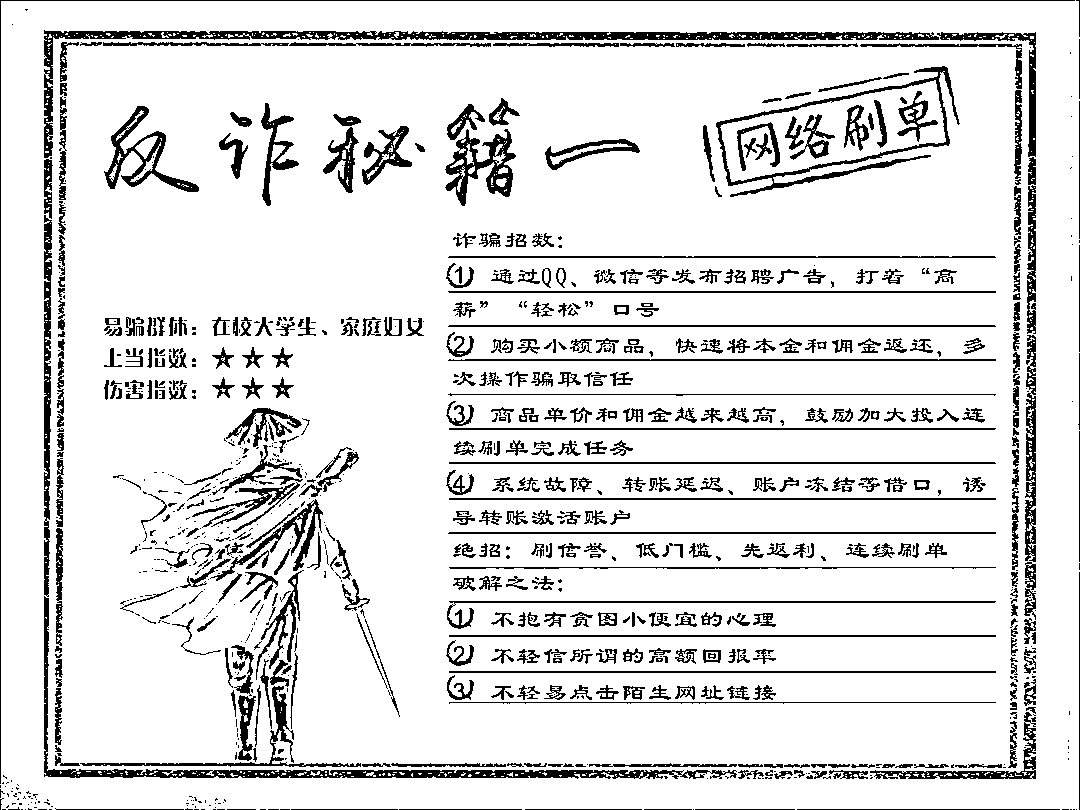 反诈秘籍一
网络刷单
易骗群体：在校大学生、家庭妇女
上当指数：★★★
伤害指数：★★★
诈骗招数：
① 通过QQ、微信等发布招聘广告，打着“高
薪”“轻松”口号
② 购买小额商品，快速将本金和佣金返还，多
次操作骗取信任
③ 商品单价和佣金越来越高，鼓励加大投入连
续刷单完成任务
④ 系统故障、转账延迟、账户冻结等借口，诱
导转账激活账户
绝招：刷信誉、低门槛、先返利、连续刷单
破解之法：
① 不抱有贪图小便宜的心理
② 不轻信所谓的高额回报率
③ 不轻易点击陌生网址链接